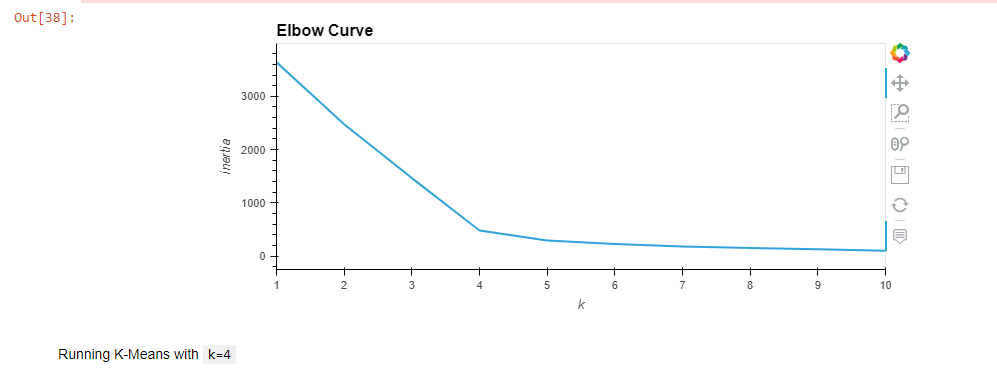 Out[38]:
Elbow Curve
3000
2000
1000
0
inertia
1 2 3 4 5 6 7 8 9 10
k
Running K-Means with k=4